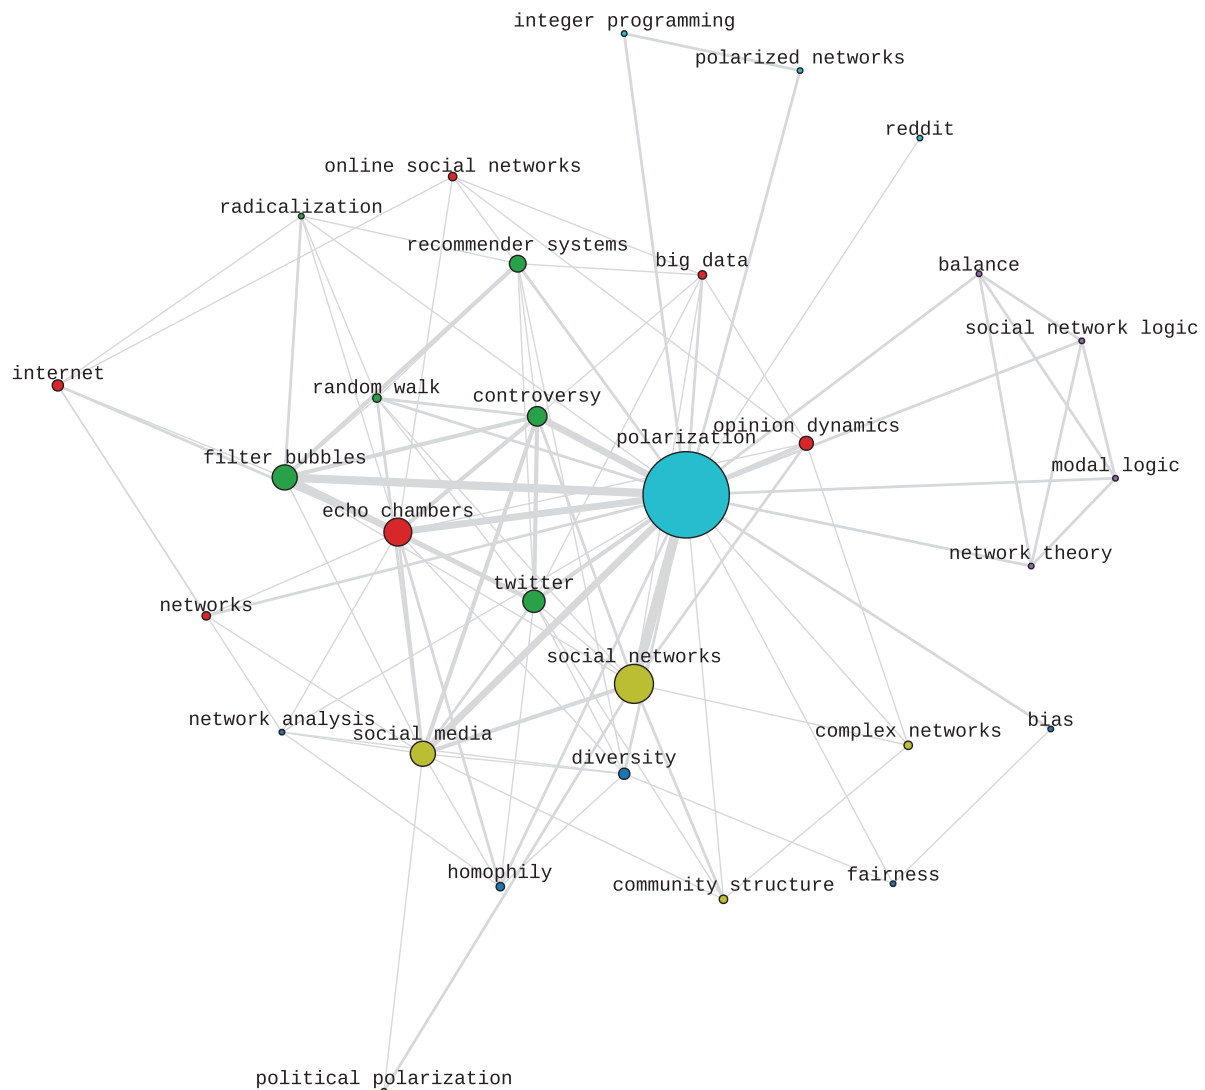 integer programming
polarized networks
reddit
online social networks
radicalization
recommender systems
big data
balance
social network logic
internet
random walk
controversy
opinion dynamics
polarization
filter bubbles
modal logic
echo chambers
network theory
twitter
networks
social networks
network analysis
social media
bias
complex networks
diversity
homophily
fairness
community structure
political polarization